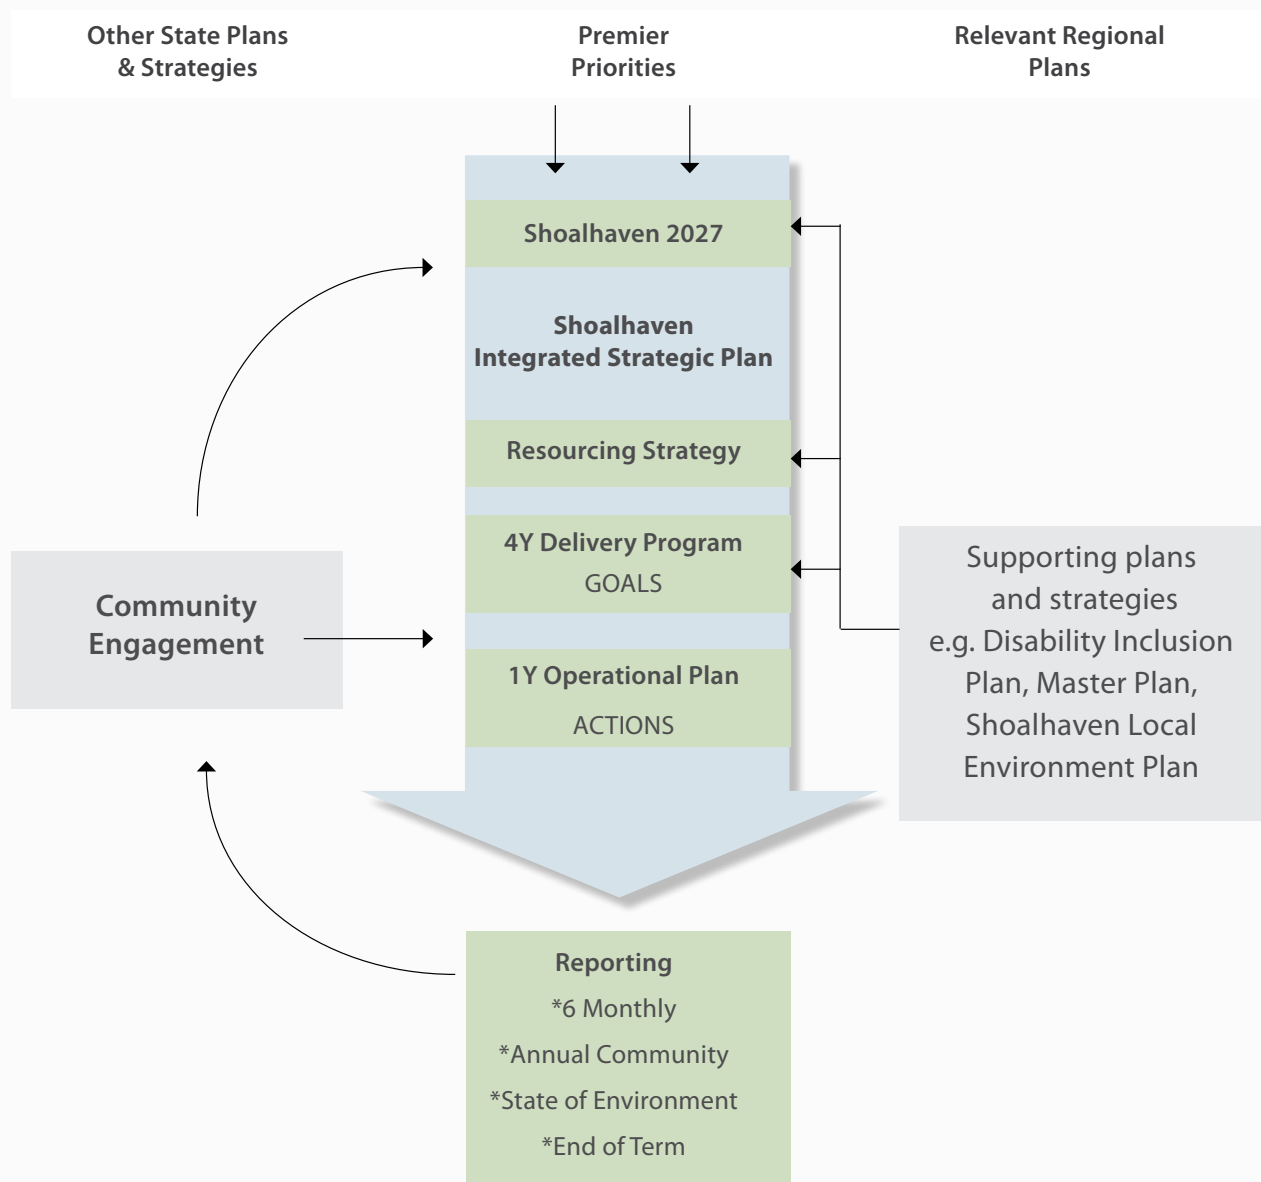 Other State Plans
& Strategies
Premier
Priorities
Relevant Regional
Plans
Shoalhaven 2027
Shoalhaven
Integrated Strategic Plan
Resourcing Strategy
4Y Delivery Program
GOALS
1Y Operational Plan
ACTIONS
Community
Engagement
Supporting plans
and strategies
e.g. Disability Inclusion
Plan, Master Plan,
Shoalhaven Local
Environment Plan
Reporting
*6 Monthly
*Annual Community
*State of Environment
*End of Term